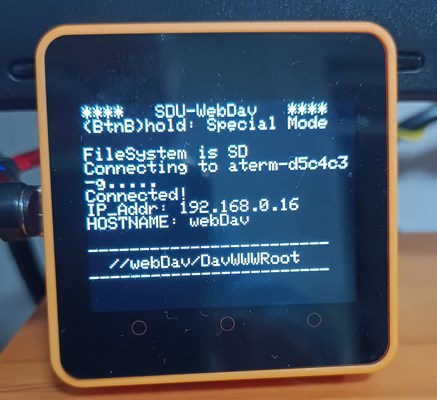 **** SDU-WebDav ****
(BtnB)hold: Special Mode
FileSystem is SD
Connecting to aterm-d5c4c3
-g.....
Connected!
IP_Addr: 192.168.0.16
HOSTNAME: webDav
------------------------
//webDav/DavWWWRoot
------------------------